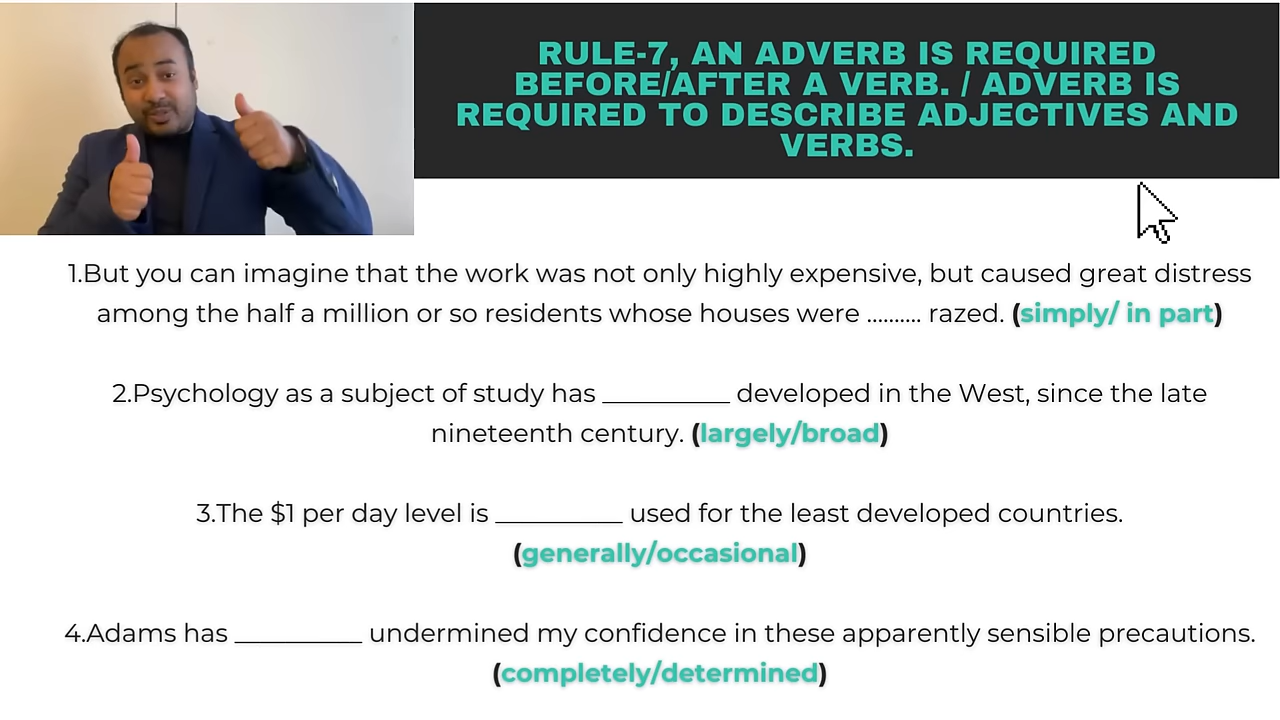 RULE-7, AN ADVERB IS REQUIRED
BEFORE/AFTER A VERB. / ADVERB IS
REQUIRED TO DESCRIBE ADJECTIVES AND
VERBS.
1.But you can imagine that the work was not only highly expensive, but caused great distress
among the half a million or so residents whose houses were .......... razed. (simply/ in part)
2.Psychology as a subject of study has __________ developed in the West, since the late
nineteenth century. (largely/broad)
3.The $1 per day level is __________ used for the least developed countries.
(generally/occasional)
4.Adams has __________ undermined my confidence in these apparently sensible precautions.
(completely/determined)